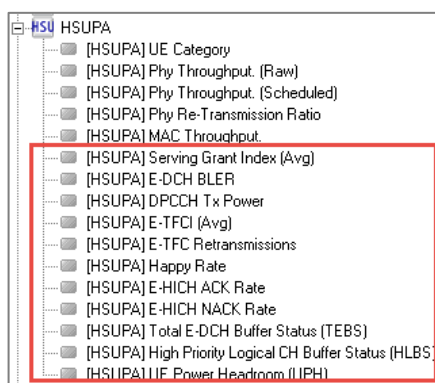 HSU HSUPA
[HSUPA] UE Category
[HSUPA] Phy Throughput. (Raw)
[HSUPA] Phy Throughput. (Scheduled)
[HSUPA] Phy Re-Transmission Ratio
[HSUPA] MAC Throughput.
[HSUPA] Serving Grant Index (Avg)
[HSUPA] E-DCH BLER
[HSUPA] DPCCH Tx Power
[HSUPA] E-TFCI (Avg)
[HSUPA] E-TFC Retransmissions
[HSUPA] Happy Rate
[HSUPA] E-HICH ACK Rate
[HSUPA] E-HICH NACK Rate
[HSUPA] Total E-DCH Buffer Status (TEBS)
[HSUPA] High Priority Logical CH Buffer Status (HLBS)
[HSUPA] UE Power Headroom (UPH)